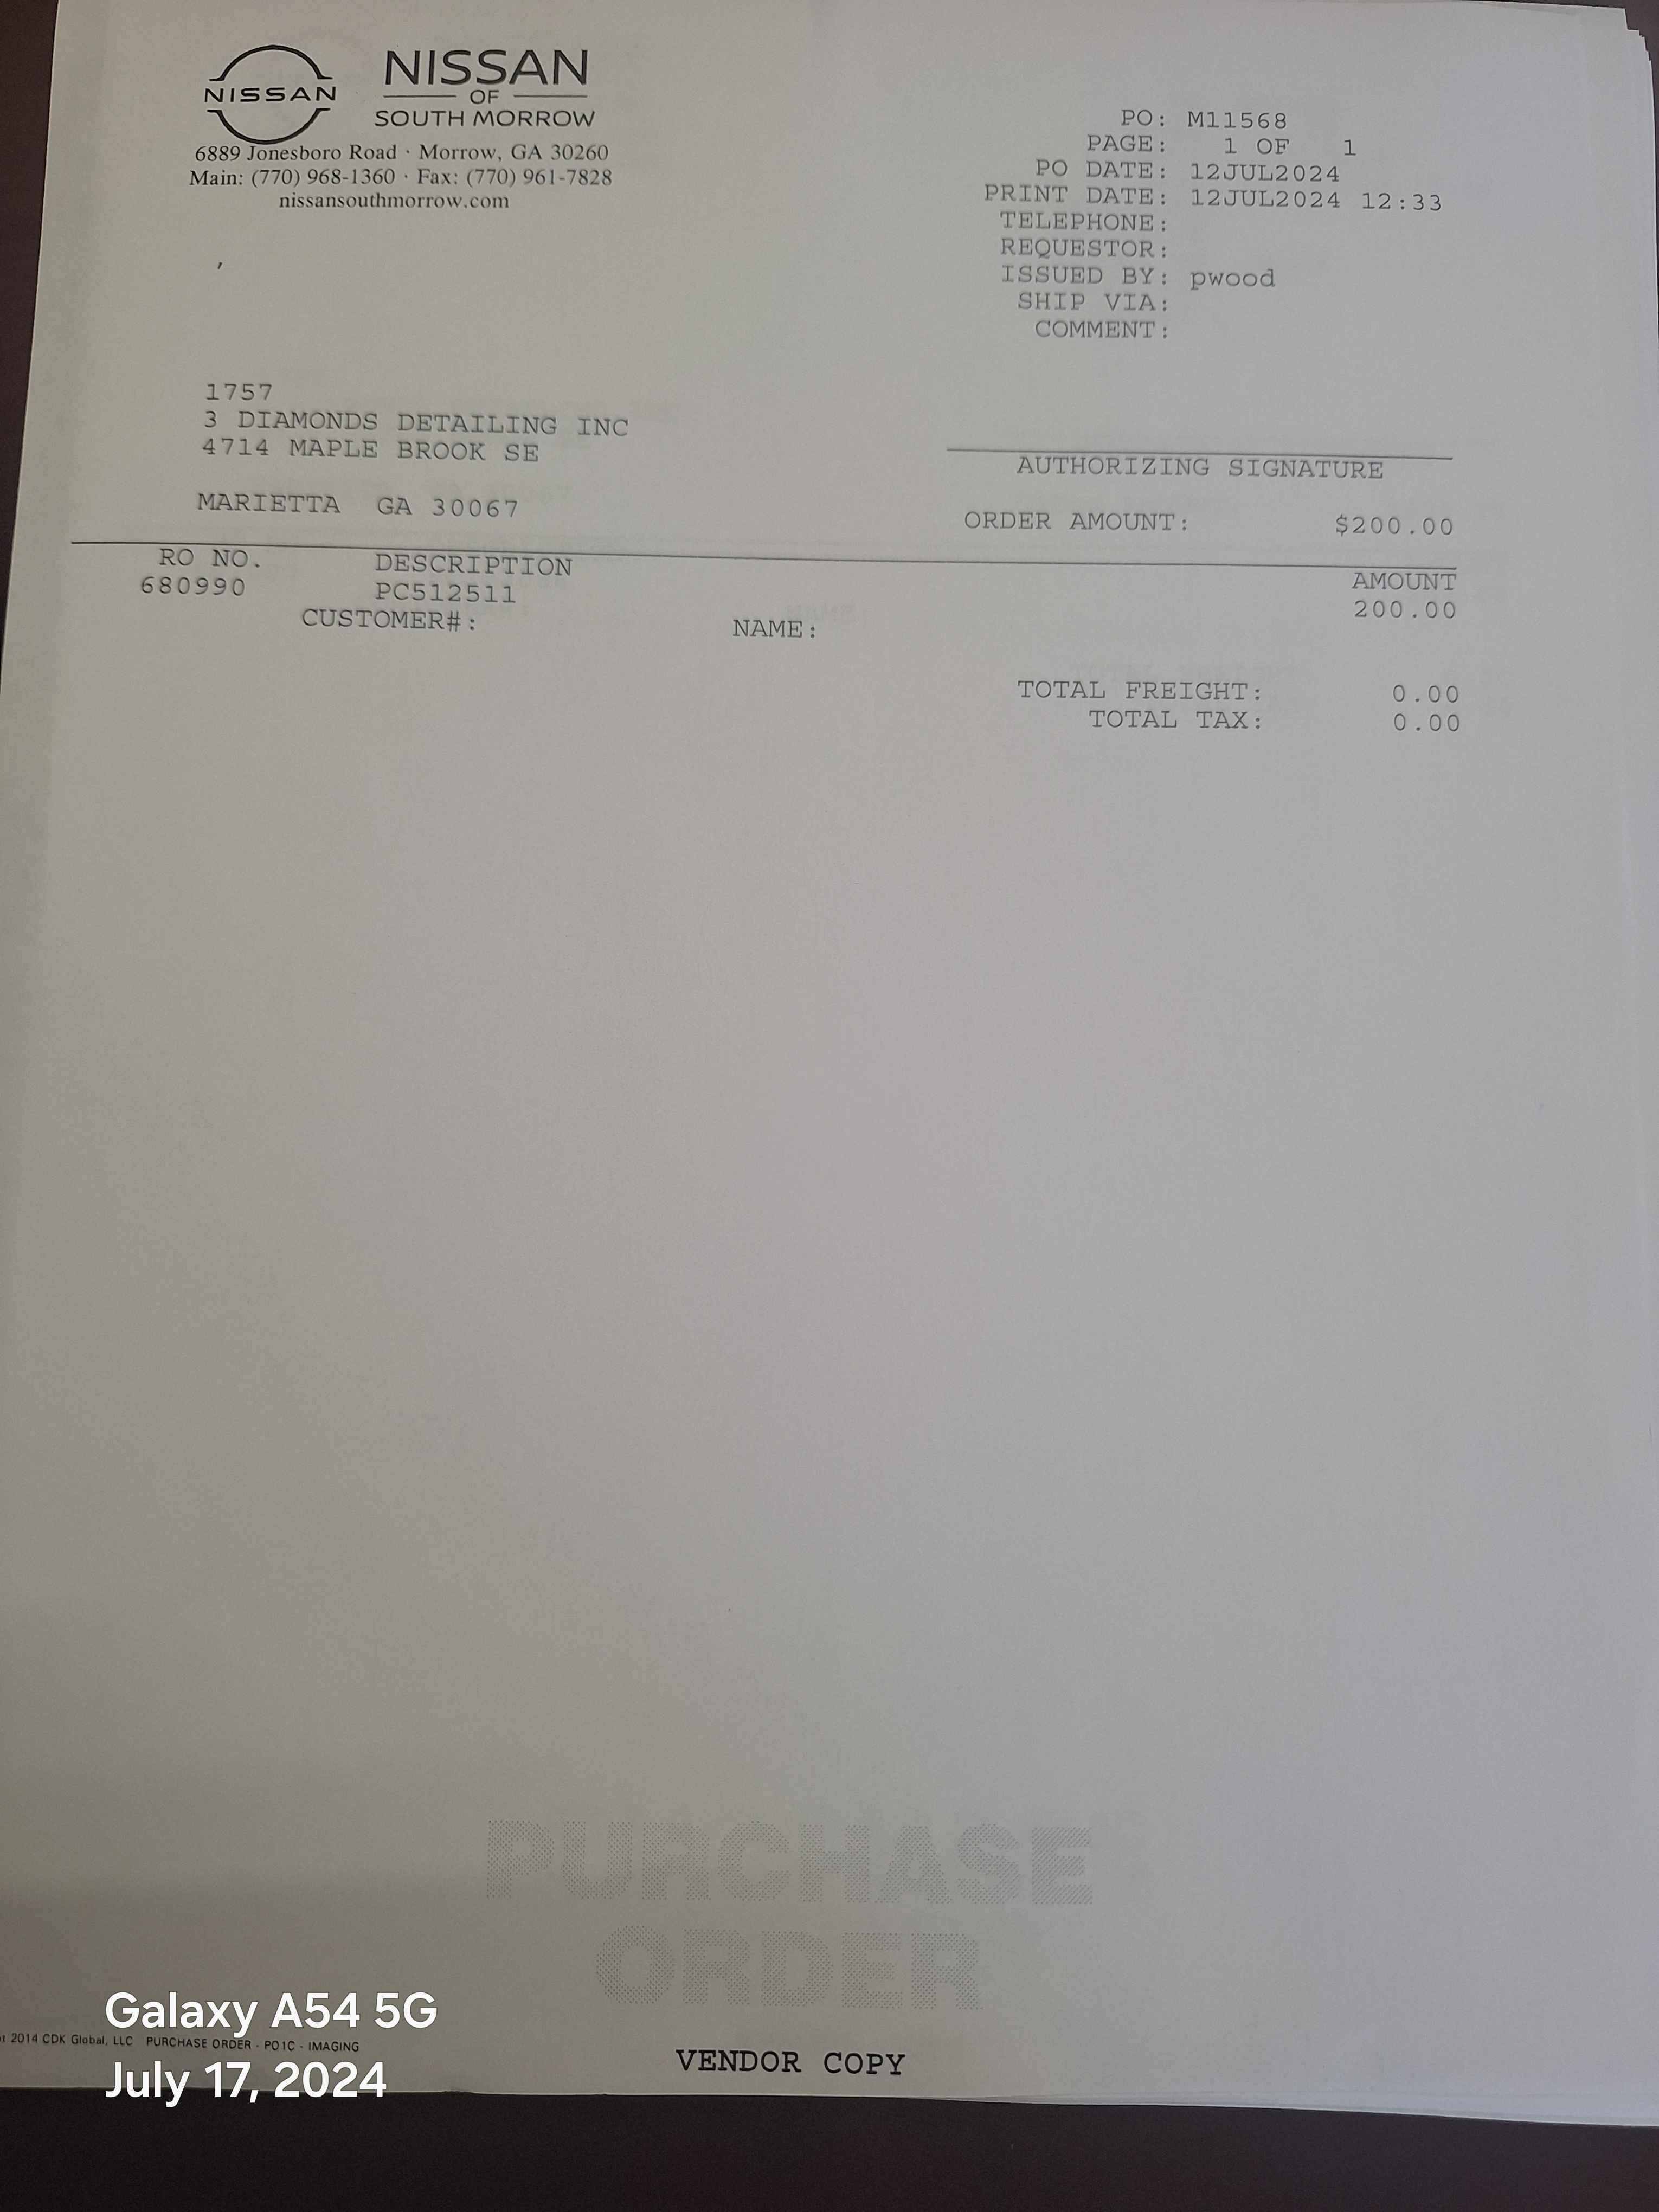 NISSAN
NISSAN
OF
SOUTH MORROW
6889 Jonesboro Road · Morrow, GA 30260
Main: (770) 968-1360 · Fax: (770) 961-7828
nissansouthmorrow.com
PO: M11568
PAGE: 1 OF 1
PO DATE: 12JUL2024
PRINT DATE: 12JUL2024 12:33
TELEPHONE:
REQUESTOR:
ISSUED BY: pwood
SHIP VIA:
COMMENT:
1757
3 DIAMONDS DETAILING INC
4714 MAPLE BROOK SE
MARIETTA GA 30067
AUTHORIZING SIGNATURE
ORDER AMOUNT: $200.00
RO NO. DESCRIPTION AMOUNT
680990 PC512511 200.00
CUSTOMER#: NAME:
TOTAL FREIGHT: 0.00
TOTAL TAX: 0.00
PURCHASE
ORDER
Galaxy A54 5G
2014 CDK Global, LLC PURCHASE ORDER - PO1C - IMAGING
VENDOR COPY
July 17, 2024